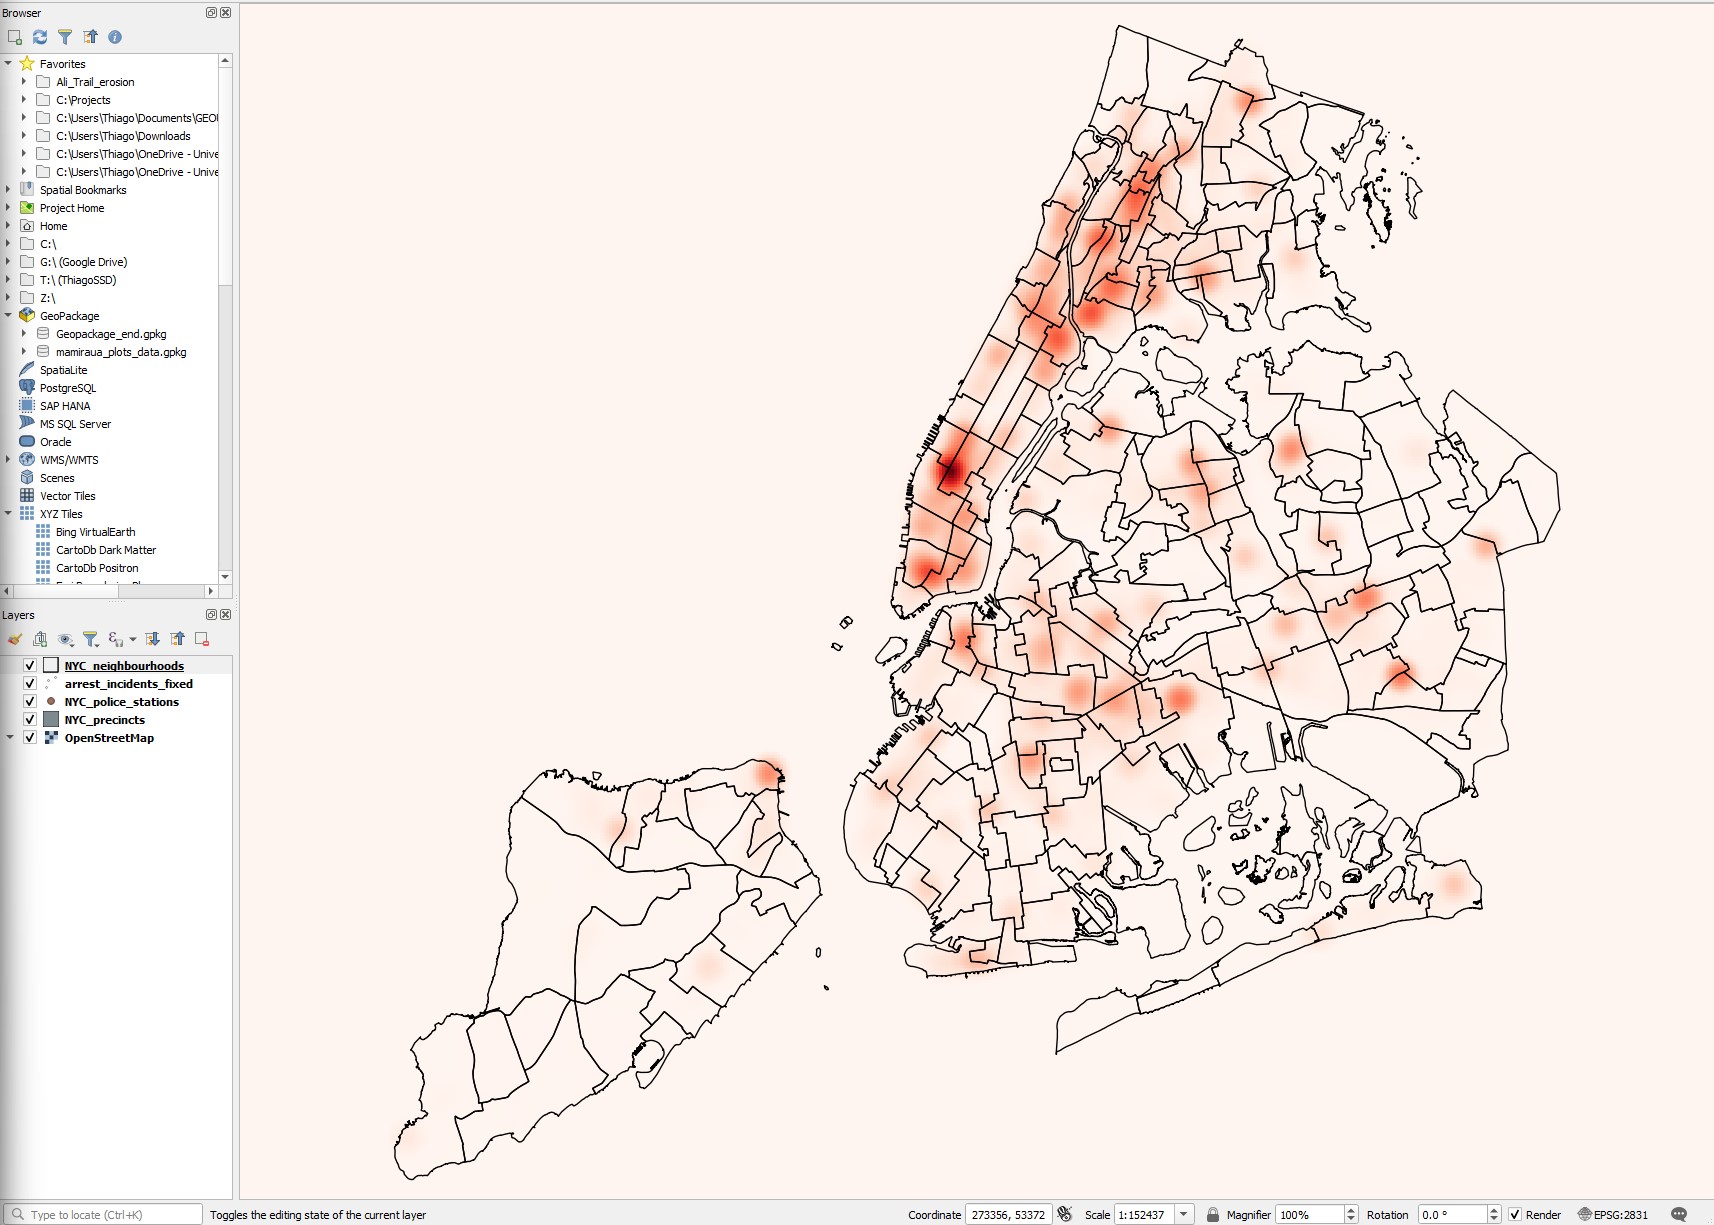 Browser
Favorites
Ali_Trail_erosion
C:\Projects
C:\Users\Thiago\Documents\GEO
C:\Users\Thiago\Downloads
C:\Users\Thiago\OneDrive - Unive
C:\Users\Thiago\OneDrive - Unive
Spatial Bookmarks
Project Home
Home
C:\
G:\ (Google Drive)
T:\ (ThiagoSSD)
Z:\
GeoPackage
Geopackage_end.gpkg
mamiraua_plots_data.gpkg
SpatiaLite
PostgreSQL
SAP HANA
MS SQL Server
Oracle
WMS/WMTS
Scenes
Vector Tiles
XYZ Tiles
Bing VirtualEarth
CartoDb Dark Matter
CartoDb Positron
Layers
NYC_neighbourhoods
arrest_incidents_fixed
NYC_police_stations
NYC_precincts
OpenStreetMap
Type to locate (Ctrl+K) Toggles the editing state of the current layer Coordinate 273356, 53372 Scale 1:152437 Magnifier 100% Rotation 0.0 ° Render EPSG:2831